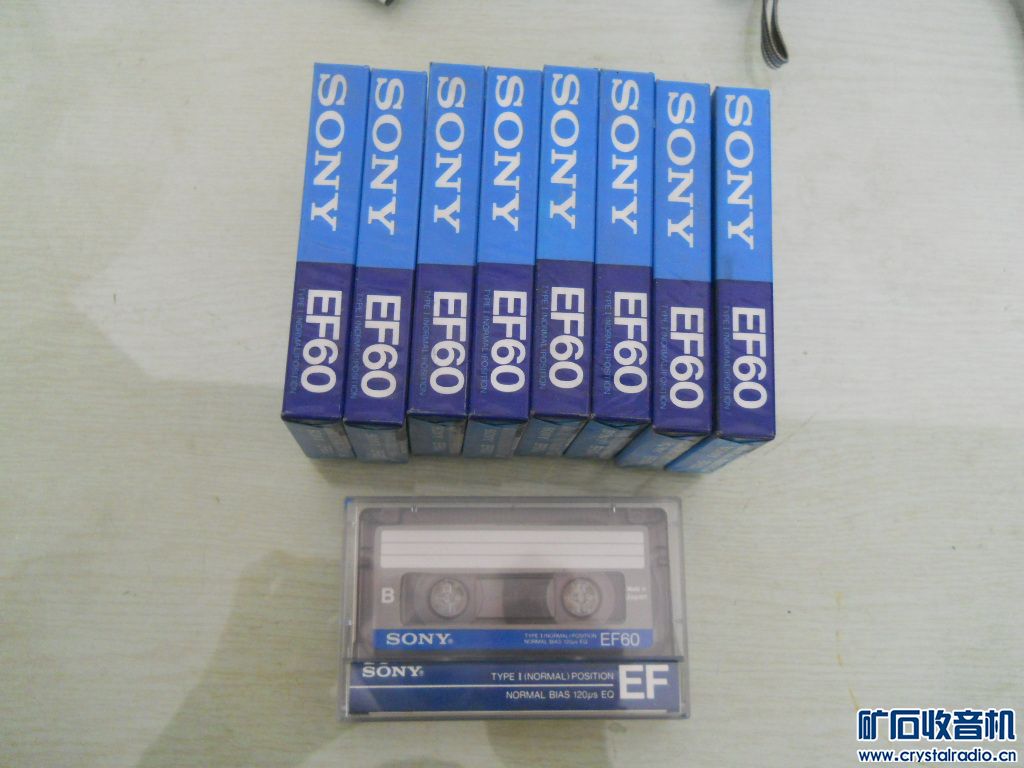 SONY
EF60
TYPE I (NORMAL) POSITION
SONY
EF60
TYPE I (NORMAL) POSITION
SONY
EF60
TYPE I (NORMAL) POSITION
SONY
EF60
TYPE I (NORMAL) POSITION
SONY
EF60
TYPE I (NORMAL) POSITION
SONY
EF60
TYPE I (NORMAL) POSITION
SONY
EF60
TYPE I (NORMAL) POSITION
SONY
EF60
TYPE I (NORMAL) POSITION
B
Made in
Japan
SONY®
TYPE I (NORMAL) POSITION
NORMAL BIAS 120µs EQ
EF60
SONY®
TYPE I (NORMAL) POSITION
NORMAL BIAS 120µs EQ
EF
矿石收音机
www.crystalradio.cn